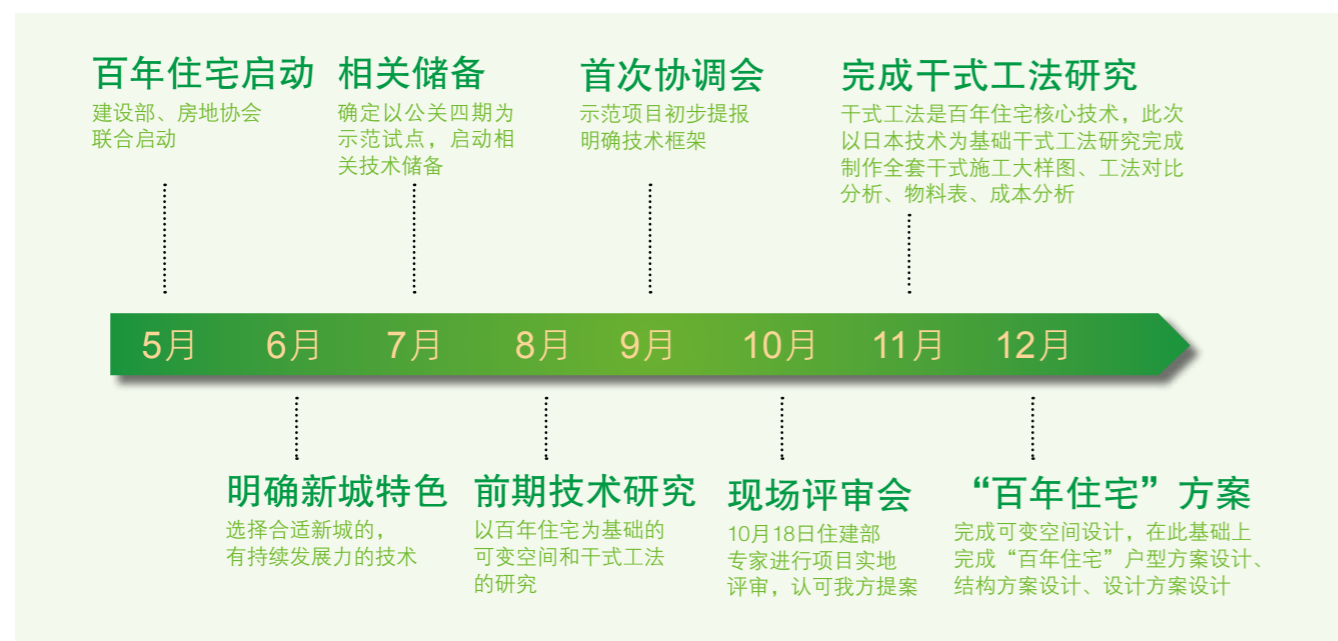 百年住宅启动
建设部、房地协会
联合启动
相关储备
确定以公关四期为
示范试点，启动相
关技术储备
首次协调会
示范项目初步提报
明确技术框架
完成干式工法研究
干式工法是百年住宅核心技术，此次
以日本技术为基础干式工法研究完成
制作全套干式施工大样图、工法对比
分析、物料表、成本分析
5月 6月 7月 8月 9月 10月 11月 12月
明确新城特色
选择合适新城的，
有持续发展力的技术
前期技术研究
以百年住宅为基础的
可变空间和干式工法
的研究
现场评审会
10月18日住建部
专家进行项目实地
评审，认可我方提案
“百年住宅”方案
完成可变空间设计，在此基础上
完成“百年住宅”户型方案设计、
结构方案设计、设计方案设计